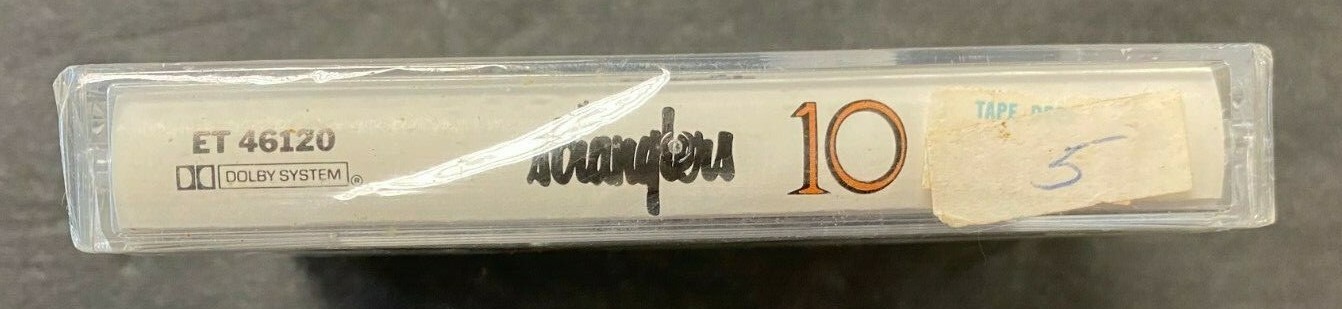 ET 46120
DOLBY SYSTEM®
stranglers
10
TAPE
5